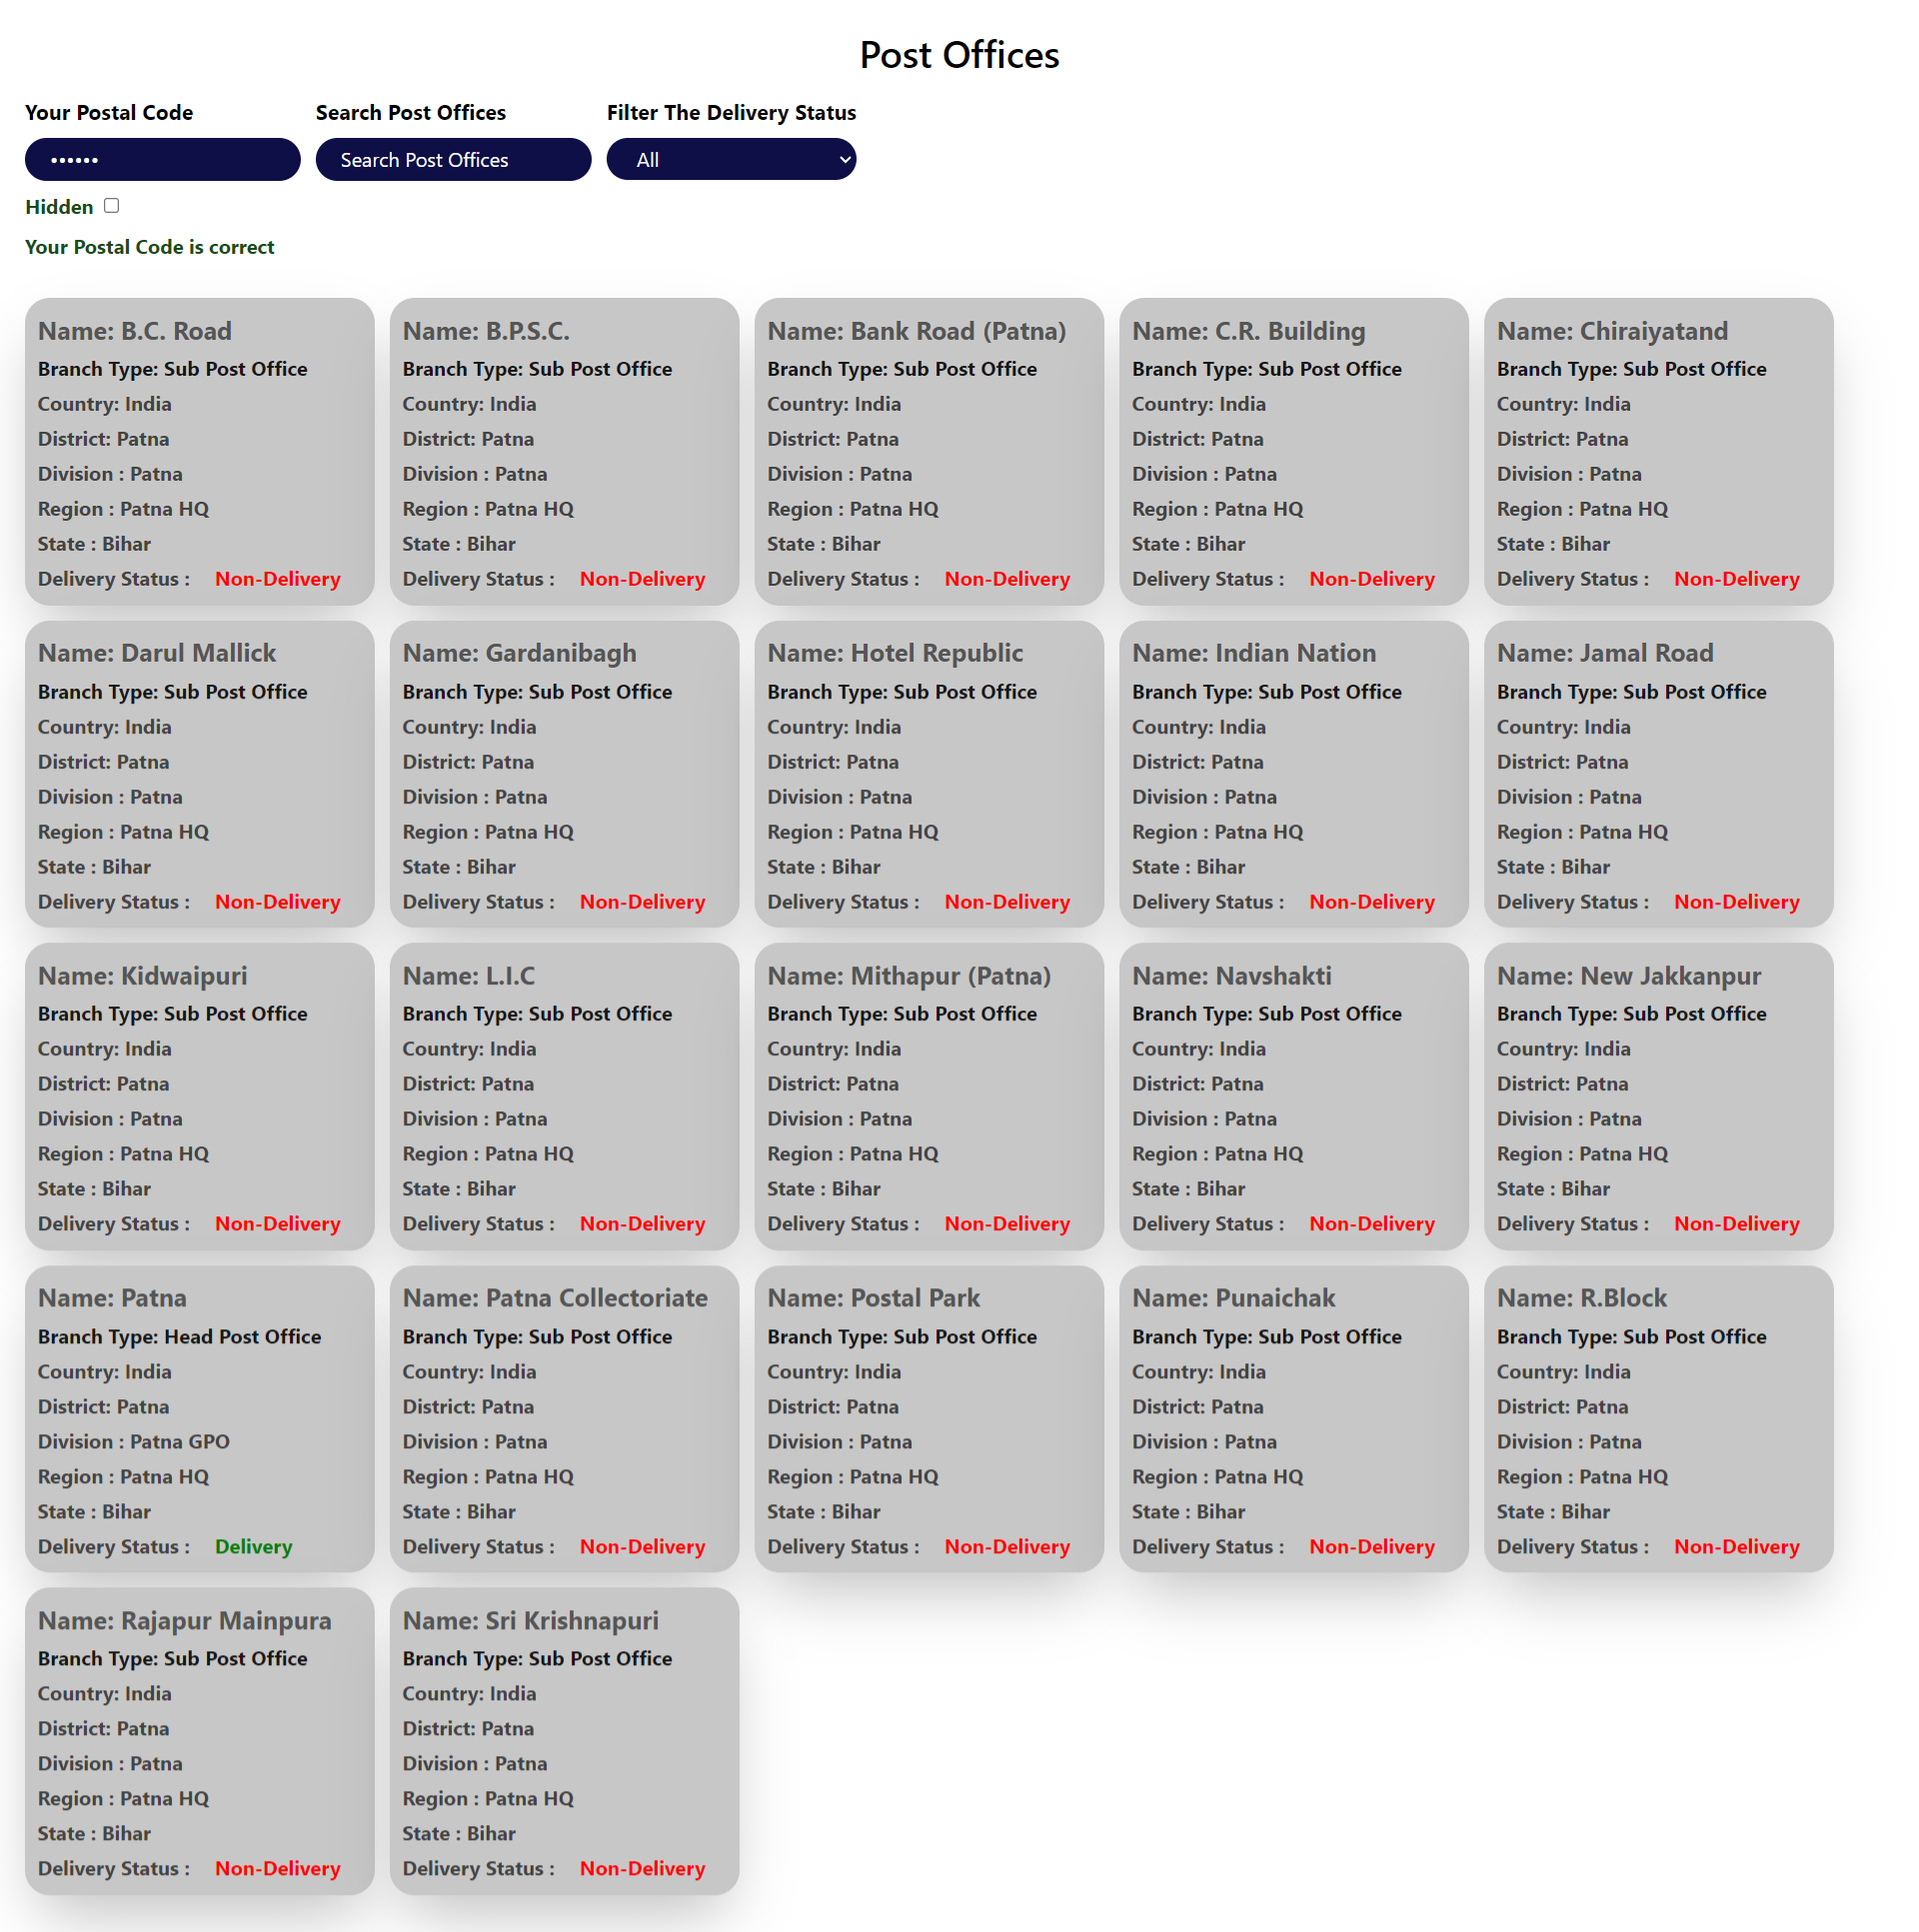 Post Offices
Your Postal Code
Search Post Offices
Filter The Delivery Status
••••••
Search Post Offices
All
Hidden
Your Postal Code is correct
Name: B.C. Road
Branch Type: Sub Post Office
Country: India
District: Patna
Division : Patna
Region : Patna HQ
State : Bihar
Delivery Status : Non-Delivery
Name: B.P.S.C.
Branch Type: Sub Post Office
Country: India
District: Patna
Division : Patna
Region : Patna HQ
State : Bihar
Delivery Status : Non-Delivery
Name: Bank Road (Patna)
Branch Type: Sub Post Office
Country: India
District: Patna
Division : Patna
Region : Patna HQ
State : Bihar
Delivery Status : Non-Delivery
Name: C.R. Building
Branch Type: Sub Post Office
Country: India
District: Patna
Division : Patna
Region : Patna HQ
State : Bihar
Delivery Status : Non-Delivery
Name: Chiraiyatand
Branch Type: Sub Post Office
Country: India
District: Patna
Division : Patna
Region : Patna HQ
State : Bihar
Delivery Status : Non-Delivery
Name: Darul Mallick
Branch Type: Sub Post Office
Country: India
District: Patna
Division : Patna
Region : Patna HQ
State : Bihar
Delivery Status : Non-Delivery
Name: Gardanibagh
Branch Type: Sub Post Office
Country: India
District: Patna
Division : Patna
Region : Patna HQ
State : Bihar
Delivery Status : Non-Delivery
Name: Hotel Republic
Branch Type: Sub Post Office
Country: India
District: Patna
Division : Patna
Region : Patna HQ
State : Bihar
Delivery Status : Non-Delivery
Name: Indian Nation
Branch Type: Sub Post Office
Country: India
District: Patna
Division : Patna
Region : Patna HQ
State : Bihar
Delivery Status : Non-Delivery
Name: Jamal Road
Branch Type: Sub Post Office
Country: India
District: Patna
Division : Patna
Region : Patna HQ
State : Bihar
Delivery Status : Non-Delivery
Name: Kidwaipuri
Branch Type: Sub Post Office
Country: India
District: Patna
Division : Patna
Region : Patna HQ
State : Bihar
Delivery Status : Non-Delivery
Name: L.I.C
Branch Type: Sub Post Office
Country: India
District: Patna
Division : Patna
Region : Patna HQ
State : Bihar
Delivery Status : Non-Delivery
Name: Mithapur (Patna)
Branch Type: Sub Post Office
Country: India
District: Patna
Division : Patna
Region : Patna HQ
State : Bihar
Delivery Status : Non-Delivery
Name: Navshakti
Branch Type: Sub Post Office
Country: India
District: Patna
Division : Patna
Region : Patna HQ
State : Bihar
Delivery Status : Non-Delivery
Name: New Jakkanpur
Branch Type: Sub Post Office
Country: India
District: Patna
Division : Patna
Region : Patna HQ
State : Bihar
Delivery Status : Non-Delivery
Name: Patna
Branch Type: Head Post Office
Country: India
District: Patna
Division : Patna GPO
Region : Patna HQ
State : Bihar
Delivery Status : Delivery
Name: Patna Collectoriate
Branch Type: Sub Post Office
Country: India
District: Patna
Division : Patna
Region : Patna HQ
State : Bihar
Delivery Status : Non-Delivery
Name: Postal Park
Branch Type: Sub Post Office
Country: India
District: Patna
Division : Patna
Region : Patna HQ
State : Bihar
Delivery Status : Non-Delivery
Name: Punaichak
Branch Type: Sub Post Office
Country: India
District: Patna
Division : Patna
Region : Patna HQ
State : Bihar
Delivery Status : Non-Delivery
Name: R.Block
Branch Type: Sub Post Office
Country: India
District: Patna
Division : Patna
Region : Patna HQ
State : Bihar
Delivery Status : Non-Delivery
Name: Rajapur Mainpura
Branch Type: Sub Post Office
Country: India
District: Patna
Division : Patna
Region : Patna HQ
State : Bihar
Delivery Status : Non-Delivery
Name: Sri Krishnapuri
Branch Type: Sub Post Office
Country: India
District: Patna
Division : Patna
Region : Patna HQ
State : Bihar
Delivery Status : Non-Delivery